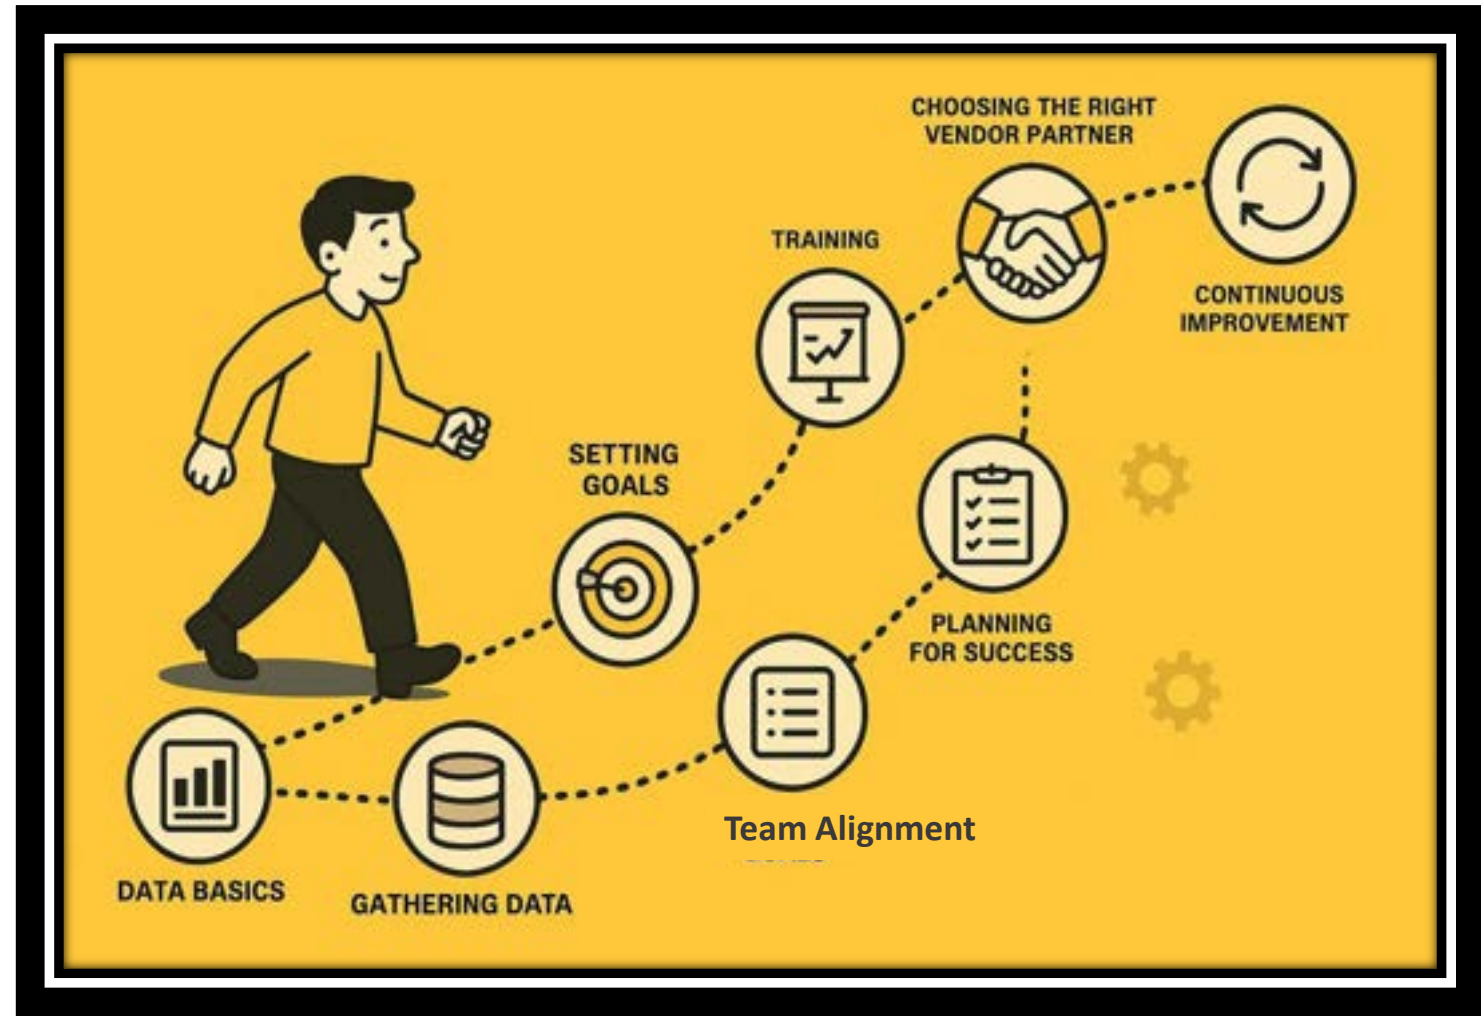 CHOOSING THE RIGHT
VENDOR PARTNER
TRAINING
CONTINUOUS
IMPROVEMENT
SETTING
GOALS
PLANNING
FOR SUCCESS
Team Alignment
DATA BASICS
GATHERING DATA